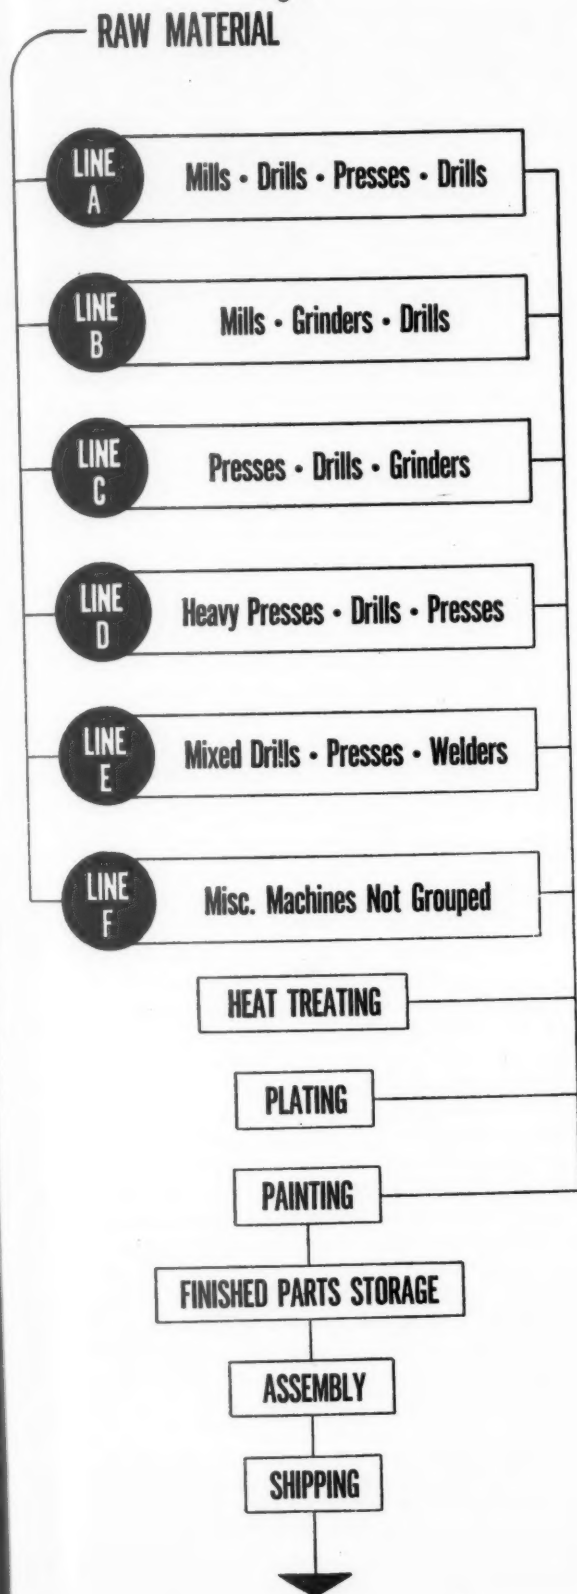 RAW MATERIAL
LINE
A
Mills • Drills • Presses • Drills
LINE
B
Mills • Grinders • Drills
LINE
C
Presses • Drills • Grinders
LINE
D
Heavy Presses • Drills • Presses
LINE
E
Mixed Drills • Presses • Welders
LINE
F
Misc. Machines Not Grouped
HEAT TREATING
PLATING
PAINTING
FINISHED PARTS STORAGE
ASSEMBLY
SHIPPING